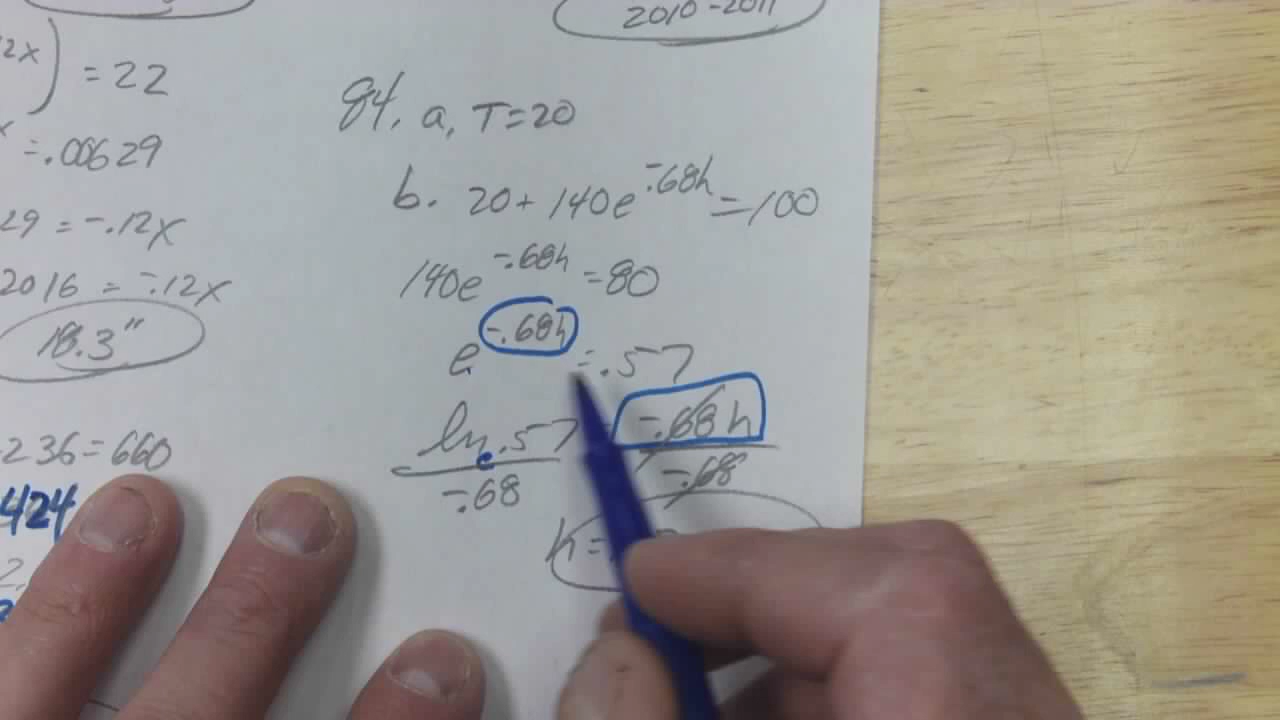 2010-2011
2x) = 22
84. a. T=20
x = .00629
b. 20 + 140e^-.68h = 100
29 = -.12x
140e^-.68h = 80
2016 = -.12x
18.3"
e^-.68h = .57
ln .57 -.68h
-.68 -.68
236 = 660
424
h =